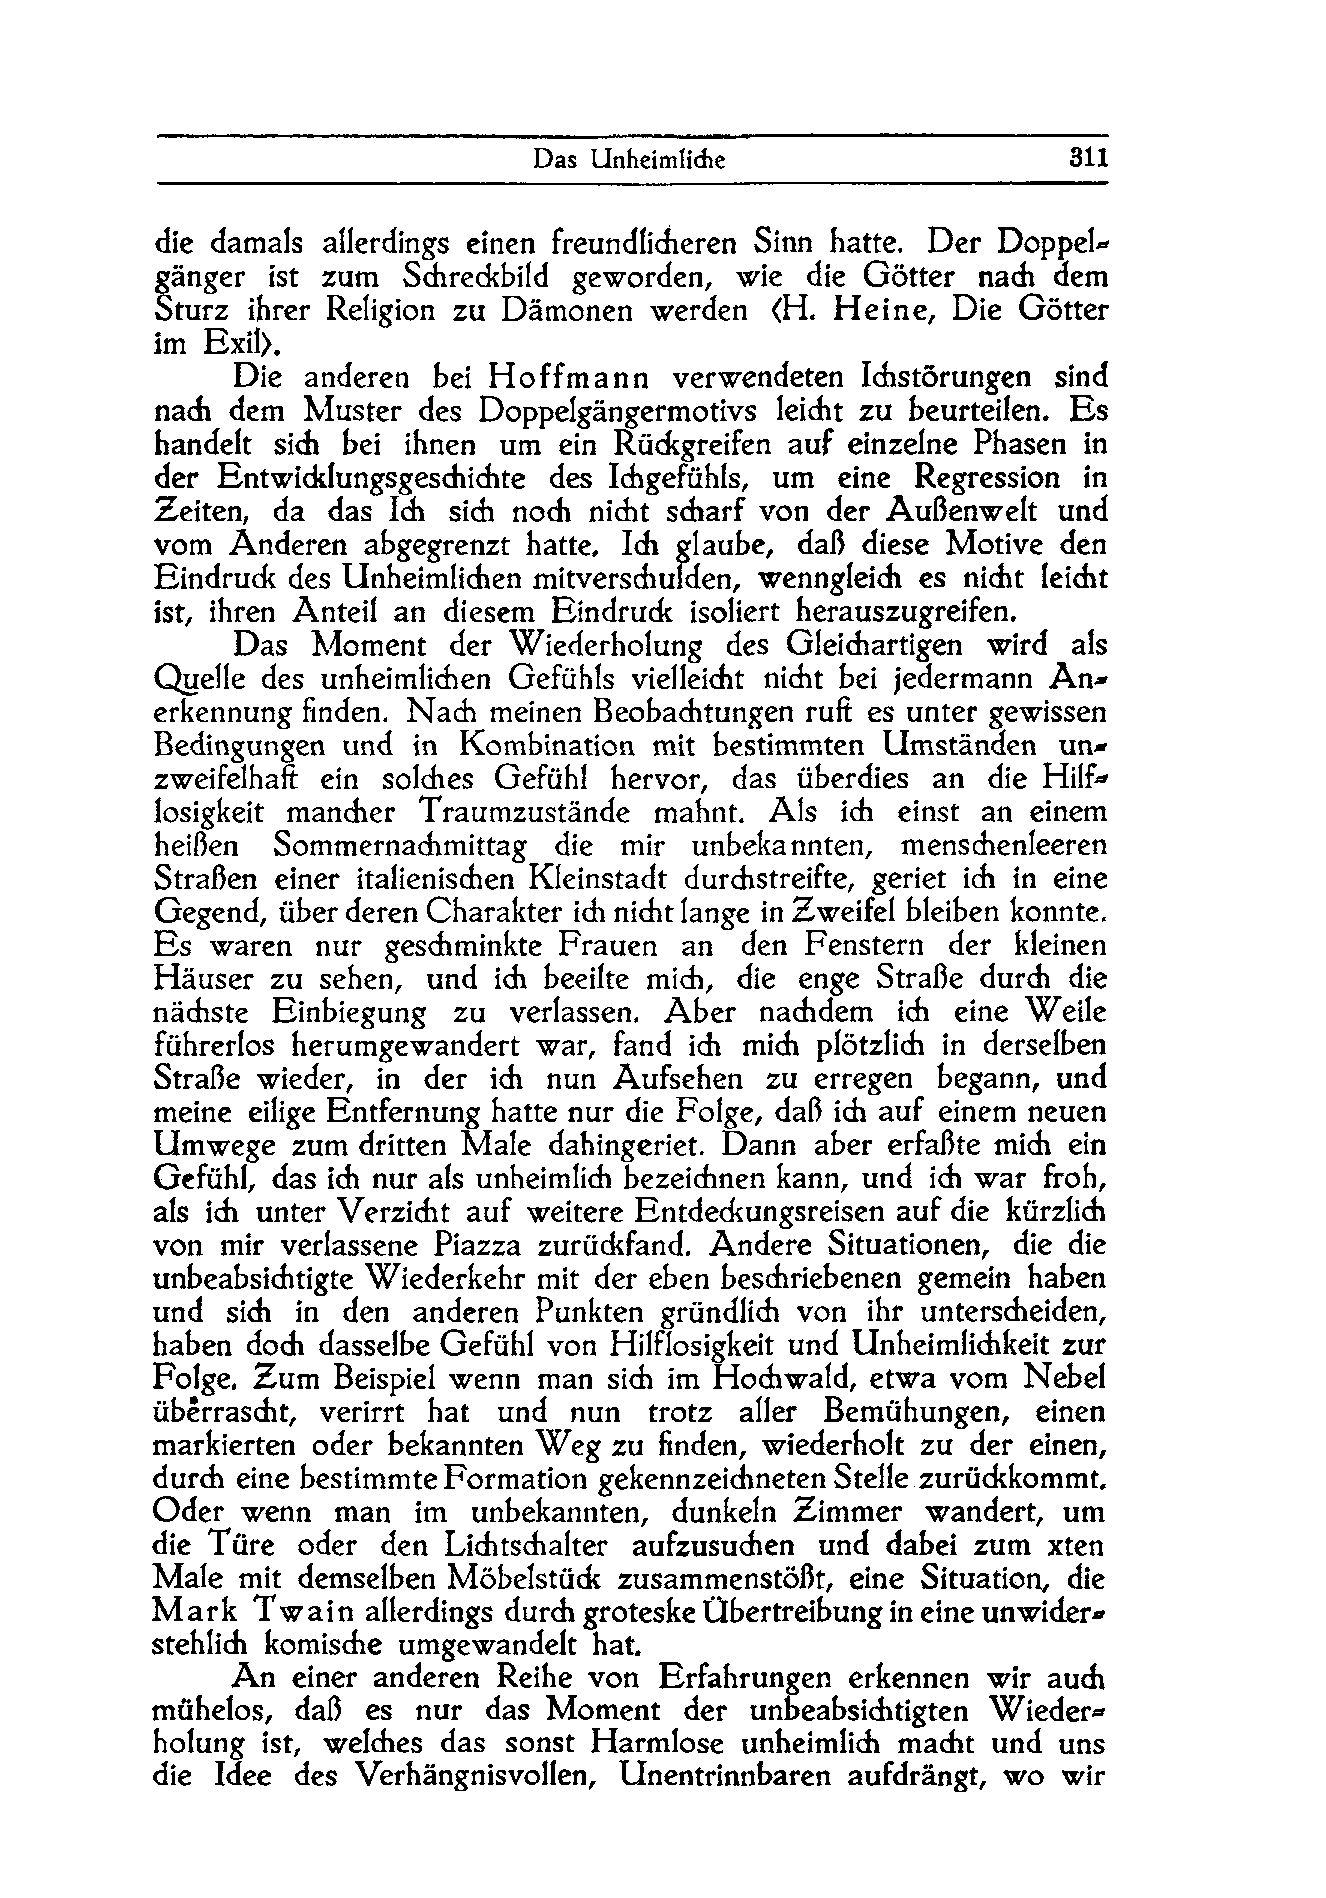 Das Unheimliche 311
die damals allerdings einen freundlicheren Sinn hatte. Der Doppel-
gänger ist zum Schreckbild geworden, wie die Götter nach dem
Sturz ihrer Religion zu Dämonen werden (H. Heine, Die Götter
im Exil).
Die anderen bei Hoffmann verwendeten Ichstörungen sind
nach dem Muster des Doppelgängermotivs leicht zu beurteilen. Es
handelt sich bei ihnen um ein Rückgreifen auf einzelne Phasen in
der Entwicklungsgeschichte des Ichgefühls, um eine Regression in
Zeiten, da das Ich sich noch nicht scharf von der Außenwelt und
vom Anderen abgegrenzt hatte. Ich glaube, daß diese Motive den
Eindruck des Unheimlichen mitverschulden, wenngleich es nicht leicht
ist, ihren Anteil an diesem Eindruck isoliert herauszugreifen.
Das Moment der Wiederholung des Gleichartigen wird als
Quelle des unheimlichen Gefühls vielleicht nicht bei jedermann An-
erkennung finden. Nach meinen Beobachtungen ruft es unter gewissen
Bedingungen und in Kombination mit bestimmten Umständen un-
zweifelhaft ein solches Gefühl hervor, das überdies an die Hilf-
losigkeit mancher Traumzustände mahnt. Als ich einst an einem
heißen Sommernachmittag die mir unbekannten, menschenleeren
Straßen einer italienischen Kleinstadt durchstreifte, geriet ich in eine
Gegend, über deren Charakter ich nicht lange in Zweifel bleiben konnte.
Es waren nur geschminkte Frauen an den Fenstern der kleinen
Häuser zu sehen, und ich beeilte mich, die enge Straße durch die
nächste Einbiegung zu verlassen. Aber nachdem ich eine Weile
führerlos herumgewandert war, fand ich mich plötzlich in derselben
Straße wieder, in der ich nun Aufsehen zu erregen begann, und
meine eilige Entfernung hatte nur die Folge, daß ich auf einem neuen
Umwege zum dritten Male dahingeriet. Dann aber erfaßte mich ein
Gefühl, das ich nur als unheimlich bezeichnen kann, und ich war froh,
als ich unter Verzicht auf weitere Entdeckungsreisen auf die kürzlich
von mir verlassene Piazza zurückfand. Andere Situationen, die die
unbeabsichtigte Wiederkehr mit der eben beschriebenen gemein haben
und sich in den anderen Punkten gründlich von ihr unterscheiden,
haben doch dasselbe Gefühl von Hilflosigkeit und Unheimlichkeit zur
Folge. Zum Beispiel wenn man sich im Hochwald, etwa vom Nebel
überrascht, verirrt hat und nun trotz aller Bemühungen, einen
markierten oder bekannten Weg zu finden, wiederholt zu der einen,
durch eine bestimmte Formation gekennzeichneten Stelle zurückkommt.
Oder wenn man im unbekannten, dunkeln Zimmer wandert, um
die Türe oder den Lichtschalter aufzusuchen und dabei zum xten
Male mit demselben Möbelstück zusammenstößt, eine Situation, die
Mark Twain allerdings durch groteske Übertreibung in eine unwider-
stehlich komische umgewandelt hat.
An einer anderen Reihe von Erfahrungen erkennen wir auch
mühelos, daß es nur das Moment der unbeabsichtigten Wieder-
holung ist, welches das sonst Harmlose unheimlich macht und uns
die Idee des Verhängnisvollen, Unentrinnbaren aufdrängt, wo wir